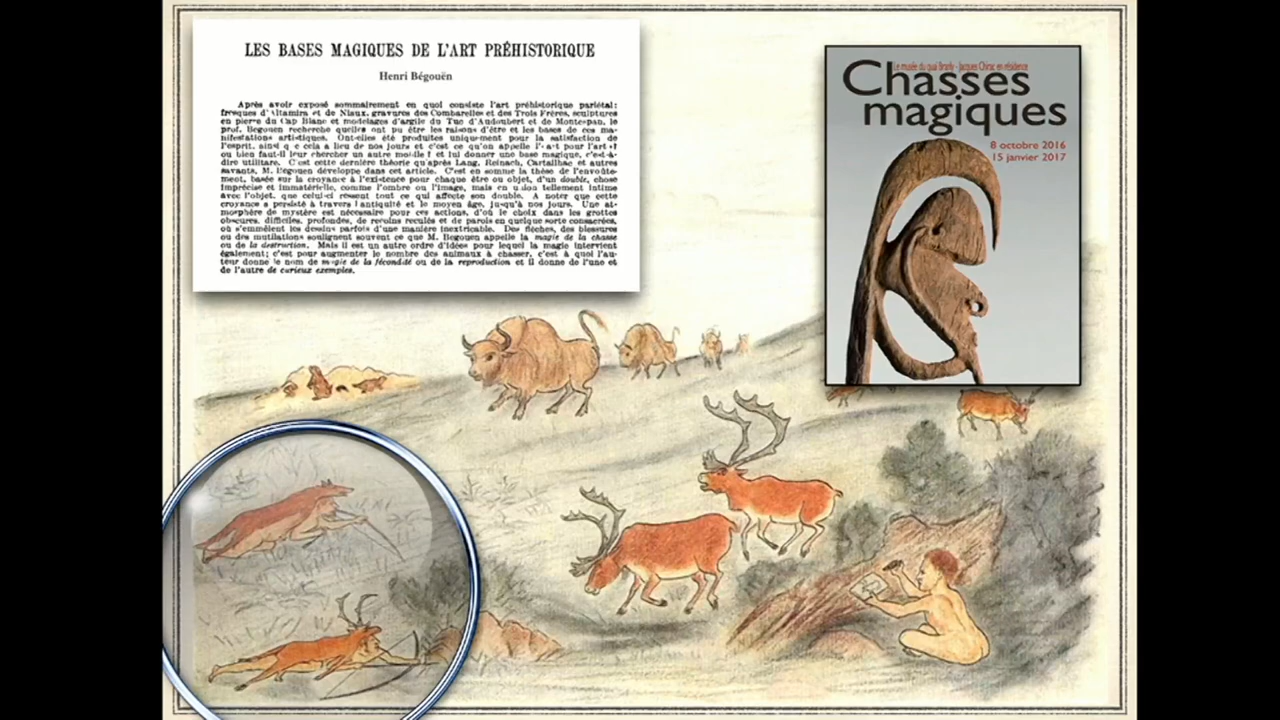 LES BASES MAGIQUES DE L'ART PRÉHISTORIQUE
Henri Bégouën
Après avoir exposé sommairement en quoi consiste l'art préhistorique pariétal:
fresques d'Altamira et de Niaux, gravures des Combarelles et des Trois Frères, sculptures
en pierre du Cap Blanc et modelages d'argile du Tuc d'Audoubert et de Montespan, le
prof. Begouen recherche quelles ont pu être les raisons d'être et les bases de ces ma-
nifestations artistiques. Ont-elles été produites uniquement pour la satisfaction de
l'esprit, ainsi que cela a lieu de nos jours et c'est ce qu'on appelle l'art pour l'art?
ou bien faut-il leur chercher un autre mobile? et lui donner une base magique, c'est-à-
dire utilitaire. C'est cette dernière théorie qu'après Lang, Reinach, Cartailhac et autres
savants, M. Begouen développe dans cet article. C'est en somme la thèse de l'envoûte-
ment, basée sur la croyance à l'existence pour chaque être ou objet, d'un double, chose
imprécise et immatérielle, comme l'ombre ou l'image, mais en union tellement intime
avec l'objet, que celui-ci ressent tout ce qui affecte son double. A noter que cette
croyance a persisté à travers l'antiquité et le moyen âge, jusqu'à nos jours. Une at-
mosphère de mystère est nécessaire pour ces actions, d'où le choix dans les grottes
obscures, difficiles, profondes, de recoins reculés et de parois en quelque sorte consacrées,
où s'emmêlent les dessins parfois d'une manière inextricable. Des flèches, des blessures
ou des mutilations soulignent souvent ce que M. Begouen appelle la magie de la chasse
ou de la destruction. Mais il est un autre ordre d'idées pour lequel la magie intervient
également; c'est pour augmenter le nombre des animaux à chasser, c'est à quoi l'au-
teur donne le nom de magie de la fécondité ou de la reproduction et il donne de l'une et
de l'autre de curieux exemples.
Le musée du quai Branly - Jacques Chirac en résidence
Chasses
magiques
8 octobre 2016
15 janvier 2017